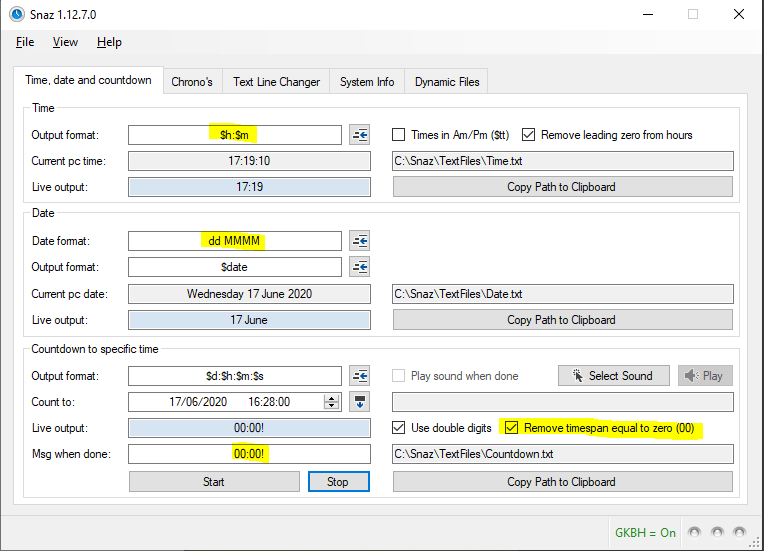 Snaz 1.12.7.0
File View Help
Time, date and countdown Chrono's Text Line Changer System Info Dynamic Files
Time
Output format: $h:$m Times in Am/Pm ($tt) Remove leading zero from hours
Current pc time: 17:19:10 C:\Snaz\TextFiles\Time.txt
Live output: 17:19 Copy Path to Clipboard
Date
Date format: dd MMMM
Output format: $date
Current pc date: Wednesday 17 June 2020 C:\Snaz\TextFiles\Date.txt
Live output: 17 June Copy Path to Clipboard
Countdown to specific time
Output format: $d:$h:$m:$s Play sound when done Select Sound Play
Count to: 17/06/2020 16:28:00
Live output: 00:00! Use double digits Remove timespan equal to zero (00)
Msg when done: 00:00! C:\Snaz\TextFiles\Countdown.txt
Start Stop Copy Path to Clipboard
GKBH = On